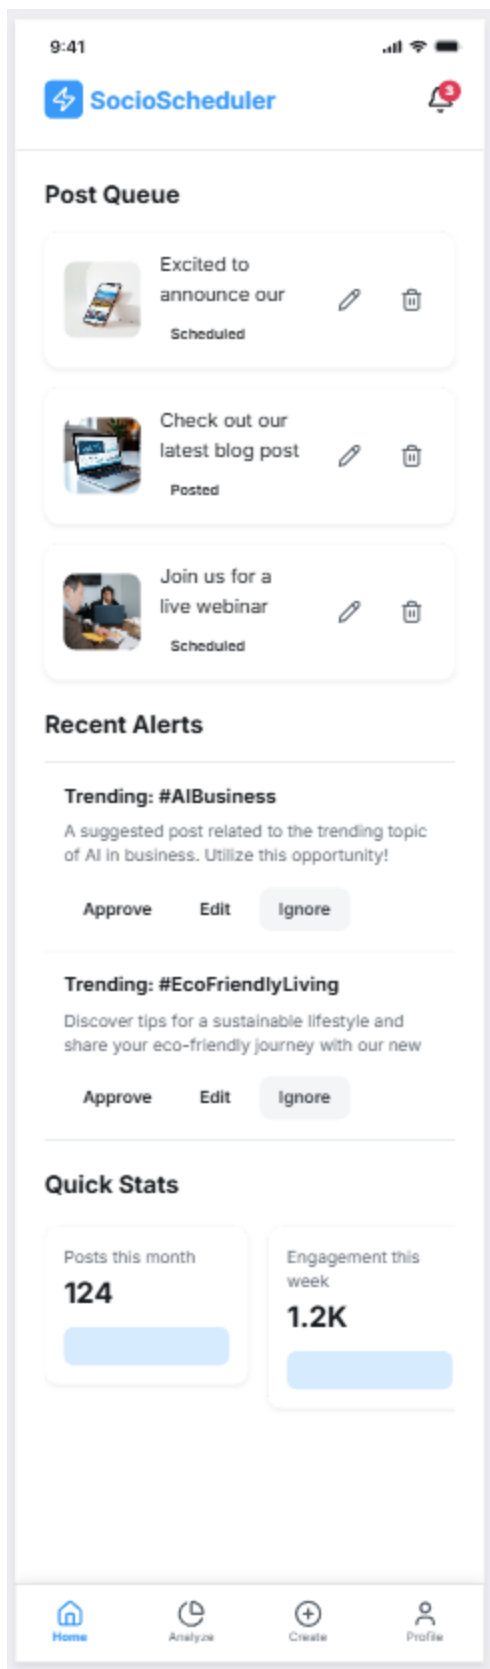 9:41
SocioScheduler
3
Post Queue
Excited to
announce our
Scheduled
Check out our
latest blog post
Posted
Join us for a
live webinar
Scheduled
Recent Alerts
Trending: #AIBusiness
A suggested post related to the trending topic
of AI in business. Utilize this opportunity!
Approve Edit Ignore
Trending: #EcoFriendlyLiving
Discover tips for a sustainable lifestyle and
share your eco-friendly journey with our new
Approve Edit Ignore
Quick Stats
Posts this month
124
Engagement this
week
1.2K
Home Analyze Create Profile